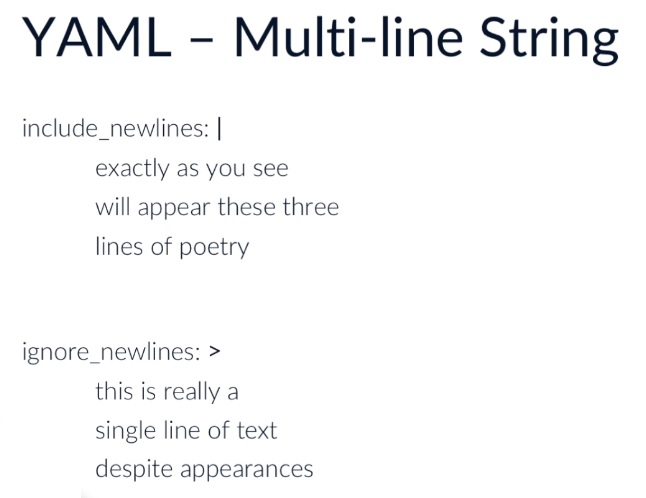 YAML – Multi-line String
include_newlines: |
exactly as you see
will appear these three
lines of poetry
ignore_newlines: >
this is really a
single line of text
despite appearances